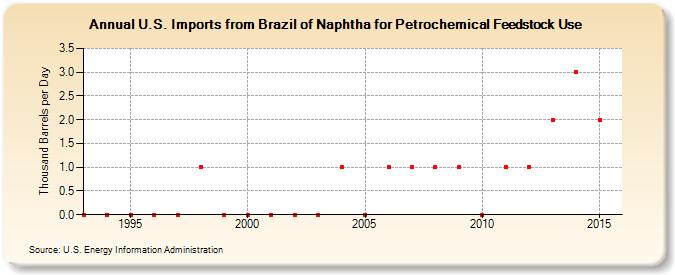 Annual U.S. Imports from Brazil of Naphtha for Petrochemical Feedstock Use
Thousand Barrels per Day
3.5
3.0
2.5
2.0
1.5
1.0
0.5
0.0
1995 2000 2005 2010 2015
Source: U.S. Energy Information Administration